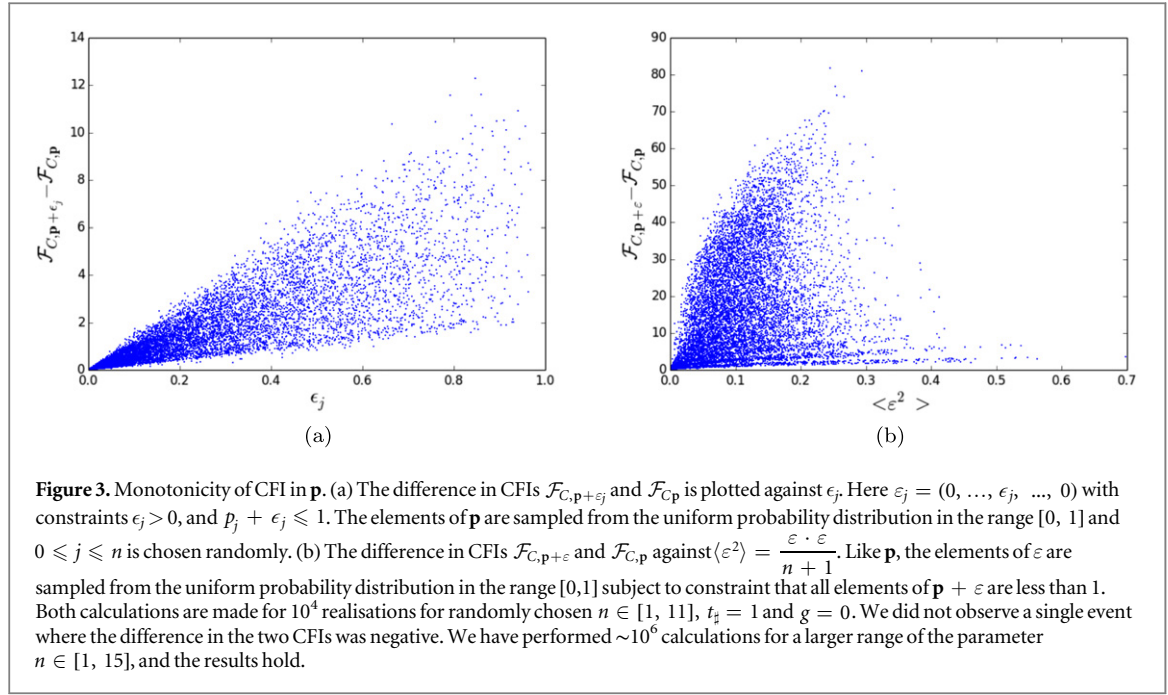 14
12
10
8
6
4
2
0
0.0 0.2 0.4 0.6 0.8 1.0
ℱ_{C,𝐩+ϵ_j} − ℱ_{C,𝐩}
ϵ_j
(a)
90
80
70
60
50
40
30
20
10
0
0.0 0.1 0.2 0.3 0.4 0.5 0.6 0.7
ℱ_{C,𝐩+ε} − ℱ_{C,𝐩}
<ε² >
(b)
Figure 3. Monotonicity of CFI in 𝐩. (a) The difference in CFIs ℱ_{C,𝐩+ε_j} and ℱ_{C𝐩} is plotted against ϵ_j. Here ε_j = (0, …, ϵ_j, ..., 0) with
constraints ϵ_j > 0, and p_j + ϵ_j ⩽ 1. The elements of 𝐩 are sampled from the uniform probability distribution in the range [0, 1] and
0 ⩽ j ⩽ n is chosen randomly. (b) The difference in CFIs ℱ_{C,𝐩+ε} and ℱ_{C,𝐩} against ⟨ε²⟩ = \frac{ε · ε}{n + 1}. Like 𝐩, the elements of ε are
sampled from the uniform probability distribution in the range [0,1] subject to constraint that all elements of 𝐩 + ε are less than 1.
Both calculations are made for 10⁴ realisations for randomly chosen n ∈ [1, 11], t_♯ = 1 and g = 0. We did not observe a single event
where the difference in the two CFIs was negative. We have performed ~10⁶ calculations for a larger range of the parameter
n ∈ [1, 15], and the results hold.